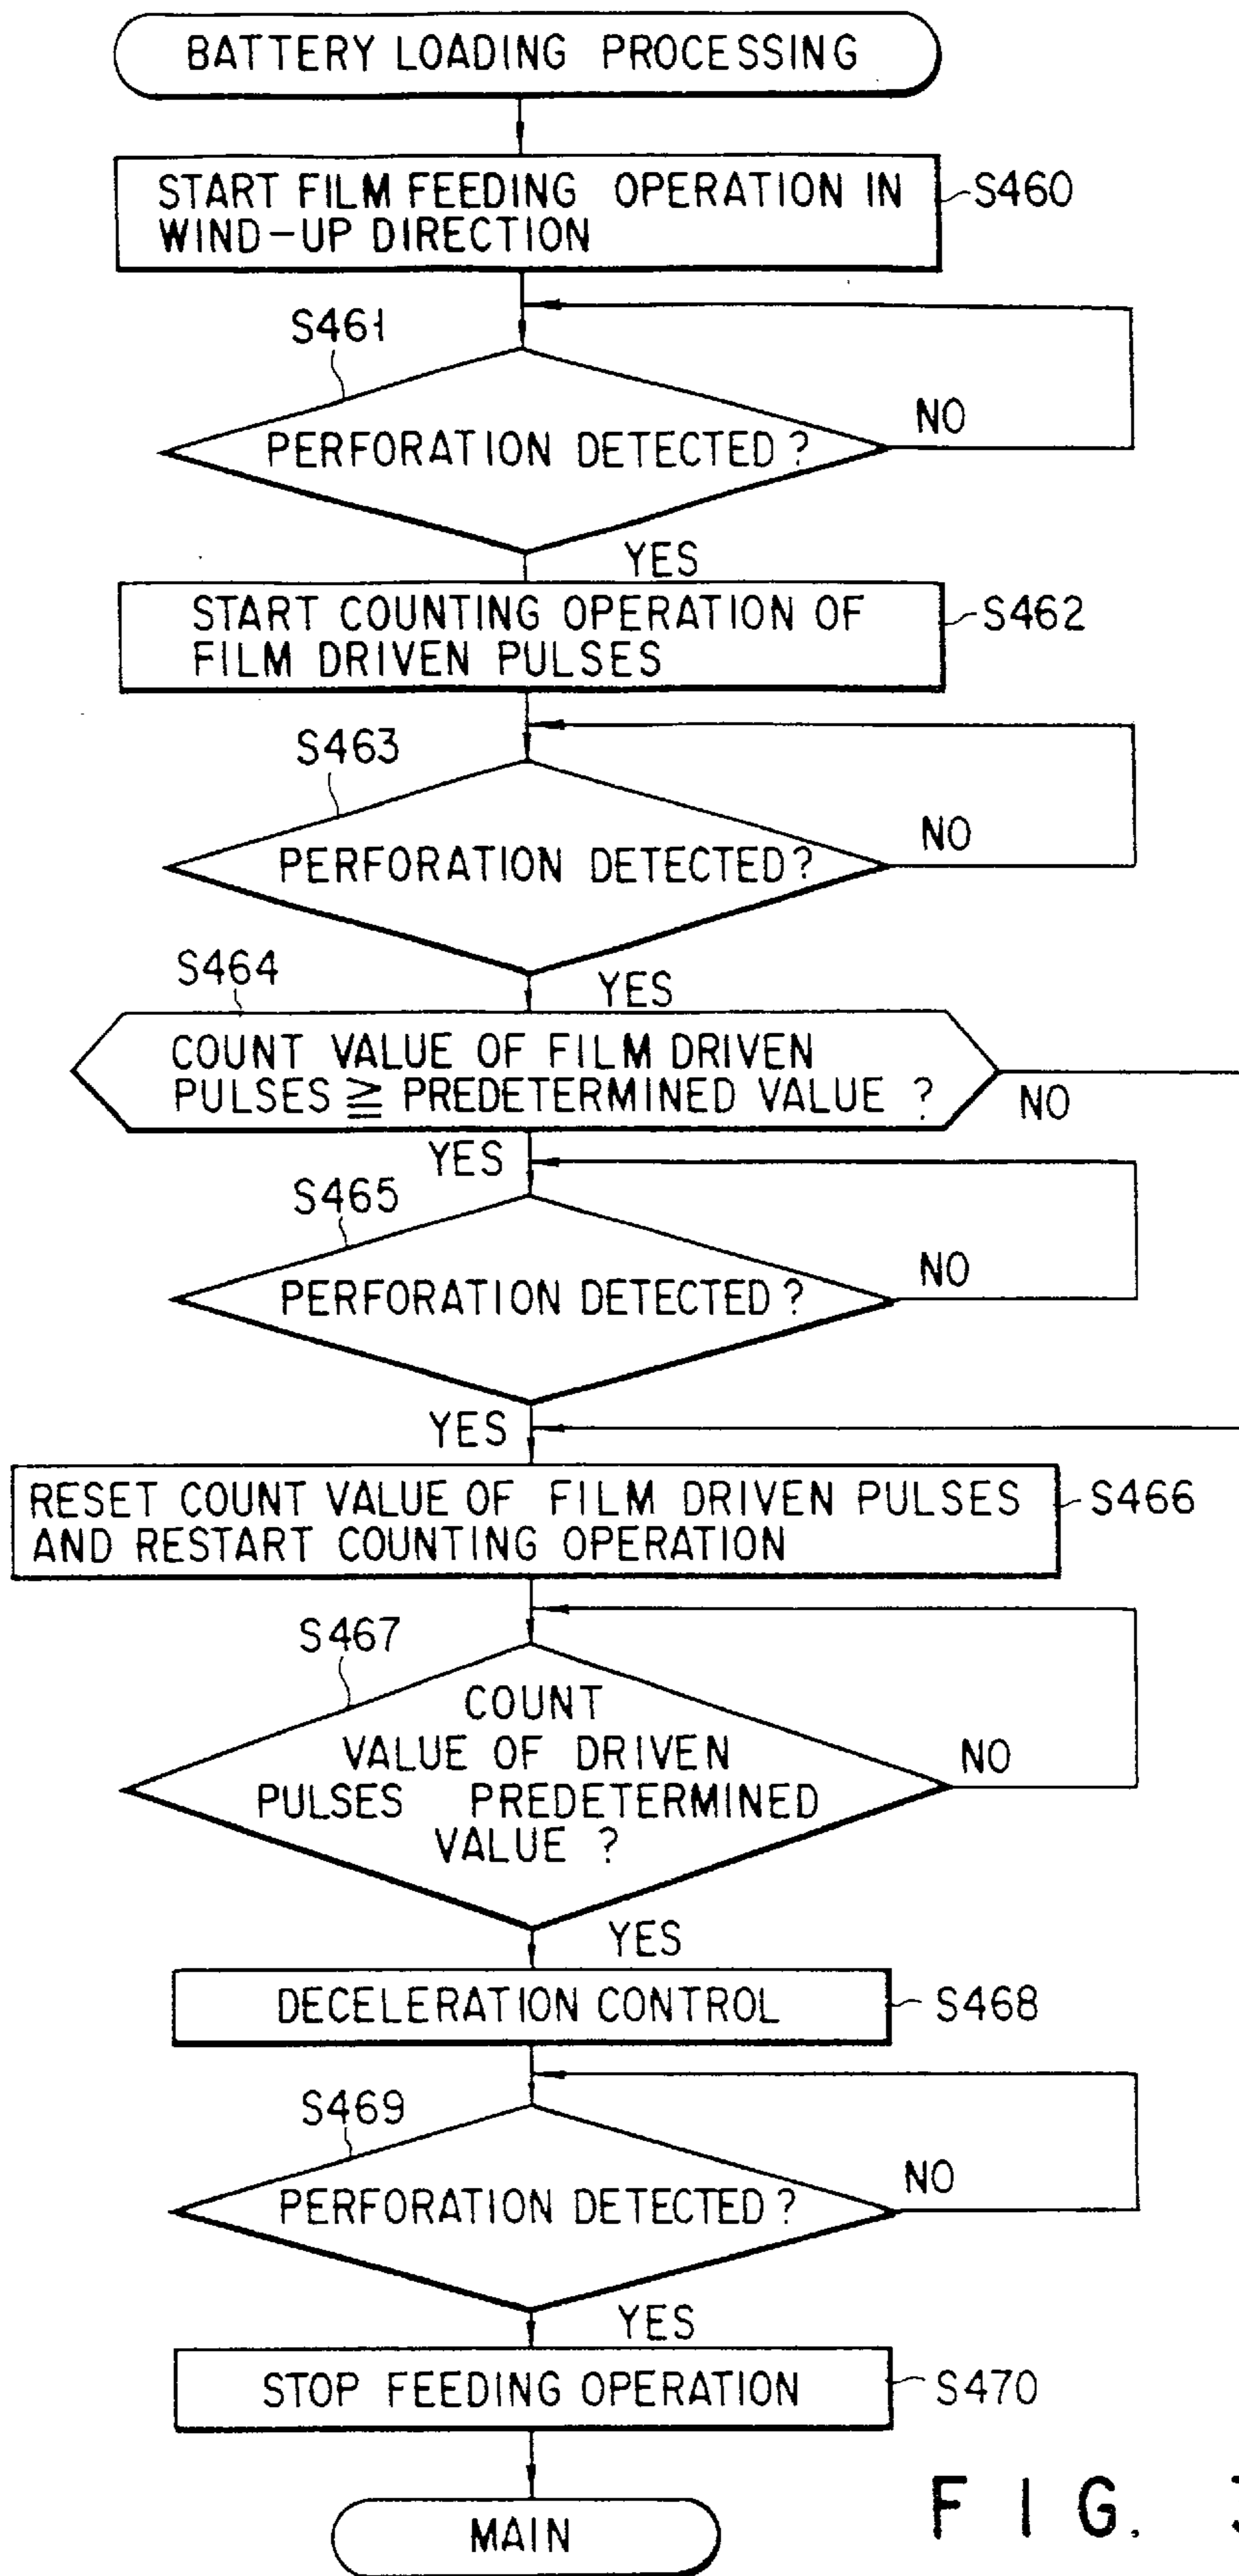 BATTERY LOADING PROCESSING
START FILM FEEDING OPERATION IN
WIND-UP DIRECTION
S460
S461
PERFORATION DETECTED?
NO
YES
START COUNTING OPERATION OF
FILM DRIVEN PULSES
S462
S463
PERFORATION DETECTED?
NO
YES
S464
COUNT VALUE OF FILM DRIVEN
PULSES ≧ PREDETERMINED VALUE ?
NO
YES
S465
PERFORATION DETECTED?
NO
YES
RESET COUNT VALUE OF FILM DRIVEN PULSES
AND RESTART COUNTING OPERATION
S466
S467
COUNT
VALUE OF DRIVEN
PULSES PREDETERMINED
VALUE ?
NO
YES
DECELERATION CONTROL
S468
S469
PERFORATION DETECTED?
NO
YES
STOP FEEDING OPERATION
S470
MAIN
FIG.